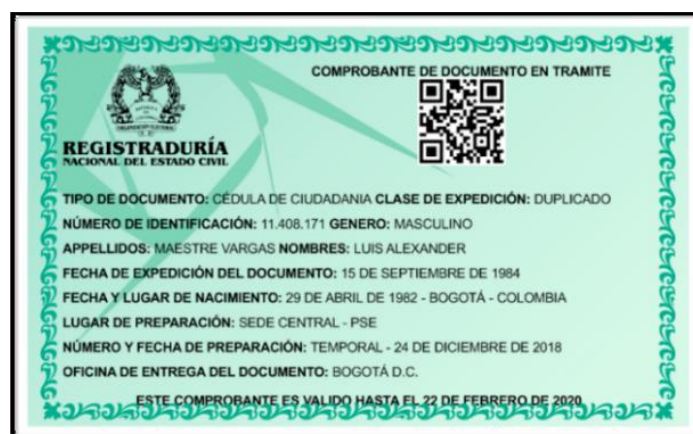 COMPROBANTE DE DOCUMENTO EN TRAMITE
REGISTRADURÍA
NACIONAL DEL ESTADO CIVIL
TIPO DE DOCUMENTO: CÉDULA DE CIUDADANIA CLASE DE EXPEDICIÓN: DUPLICADO
NÚMERO DE IDENTIFICACIÓN: 11.408.171 GENERO: MASCULINO
APPELLIDOS: MAESTRE VARGAS NOMBRES: LUIS ALEXANDER
FECHA DE EXPEDICIÓN DEL DOCUMENTO: 15 DE SEPTIEMBRE DE 1984
FECHA Y LUGAR DE NACIMIENTO: 29 DE ABRIL DE 1982 - BOGOTÁ - COLOMBIA
LUGAR DE PREPARACIÓN: SEDE CENTRAL - PSE
NÚMERO Y FECHA DE PREPARACIÓN: TEMPORAL - 24 DE DICIEMBRE DE 2018
OFICINA DE ENTREGA DEL DOCUMENTO: BOGOTÁ D.C.
ESTE COMPROBANTE ES VALIDO HASTA EL 22 DE FEBRERO DE 2020